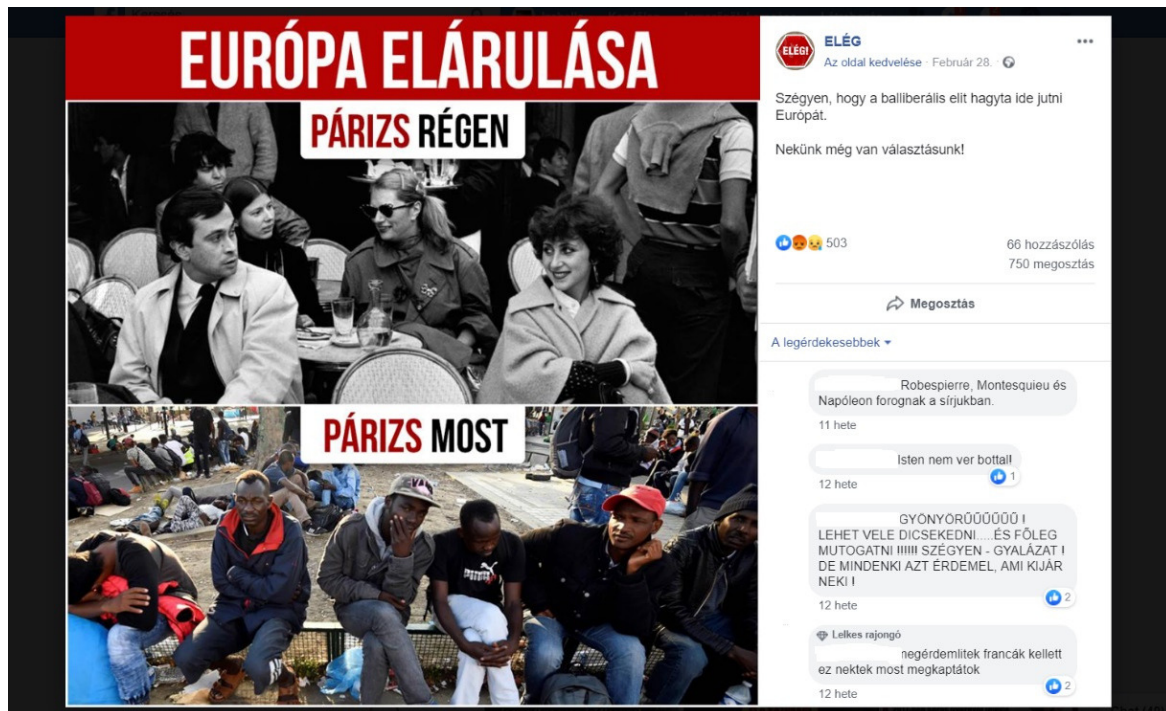 EURÓPA ELÁRULÁSA
PÁRIZS RÉGEN
PÁRIZS MOST
ELÉG!
ELÉG
Az oldal kedvelése · Február 28. ·
Szégyen, hogy a balliberális elit hagyta ide jutni
Európát.
Nekünk még van választásunk!
503
66 hozzászólás
750 megosztás
Megosztás
A legérdekesebbek
Robespierre, Montesquieu és
Napóleon forognak a sírjukban.
11 hete
Isten nem ver bottal!
1
12 hete
GYÖNYÖRŰŰŰŰŰŰ !
LEHET VELE DICSEKEDNI.....ÉS FŐLEG
MUTOGATNI !!!!!! SZÉGYEN - GYALÁZAT !
DE MINDENKI AZT ÉRDEMEL, AMI KIJÁR
NEKI !
2
12 hete
Lelkes rajongó
megérdemlitek francák kellett
ez nektek most megkaptátok
2
12 hete